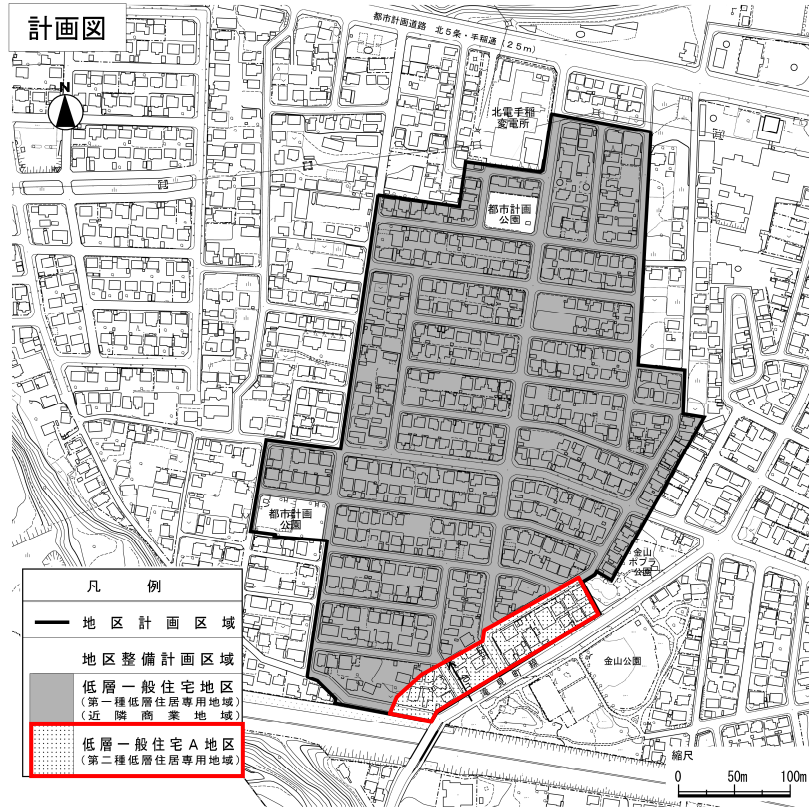 計画図
都市計画道路 北5条・手稲通(25m)
N
北電手稲
変電所
都市計画
公園
都市計画
公園
金山
ポプラ
公園
金山公園
凡例
地区計画区域
地区整備計画区域
低層一般住宅地区
(第一種低層住居専用地域)
(近隣商業地域)
低層一般住宅A地区
(第二種低層住居専用地域)
縮尺
0 50m 100m